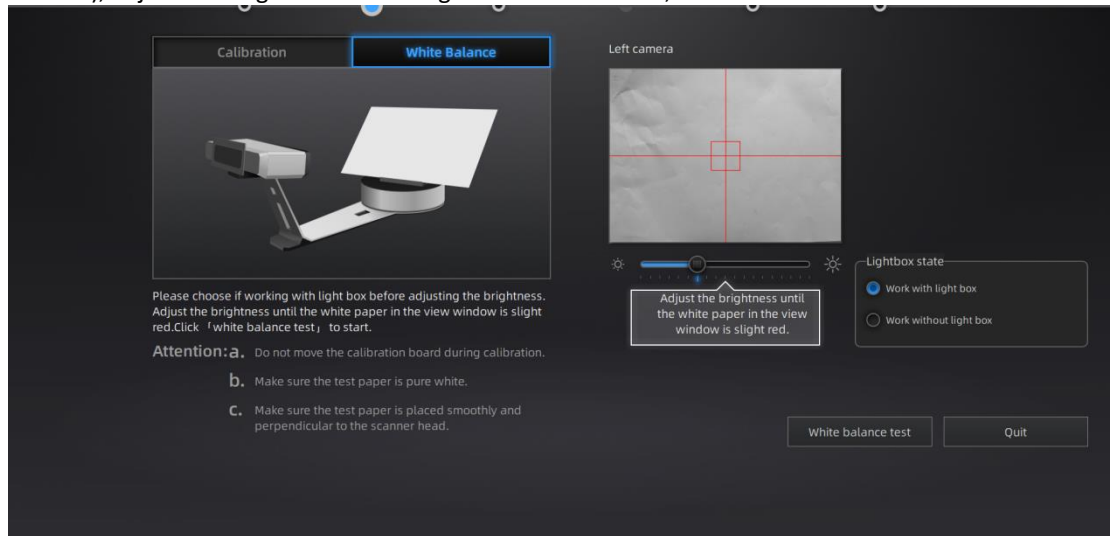 Calibration
White Balance
Please choose if working with light box before adjusting the brightness.
Adjust the brightness until the white paper in the view window is slight
red.Click 「white balance test」 to start.
Attention: a. Do not move the calibration board during calibration.
b. Make sure the test paper is pure white.
c. Make sure the test paper is placed smoothly and
perpendicular to the scanner head.
Left camera
Adjust the brightness until
the white paper in the view
window is slight red.
Lightbox state
Work with light box
Work without light box
White balance test
Quit